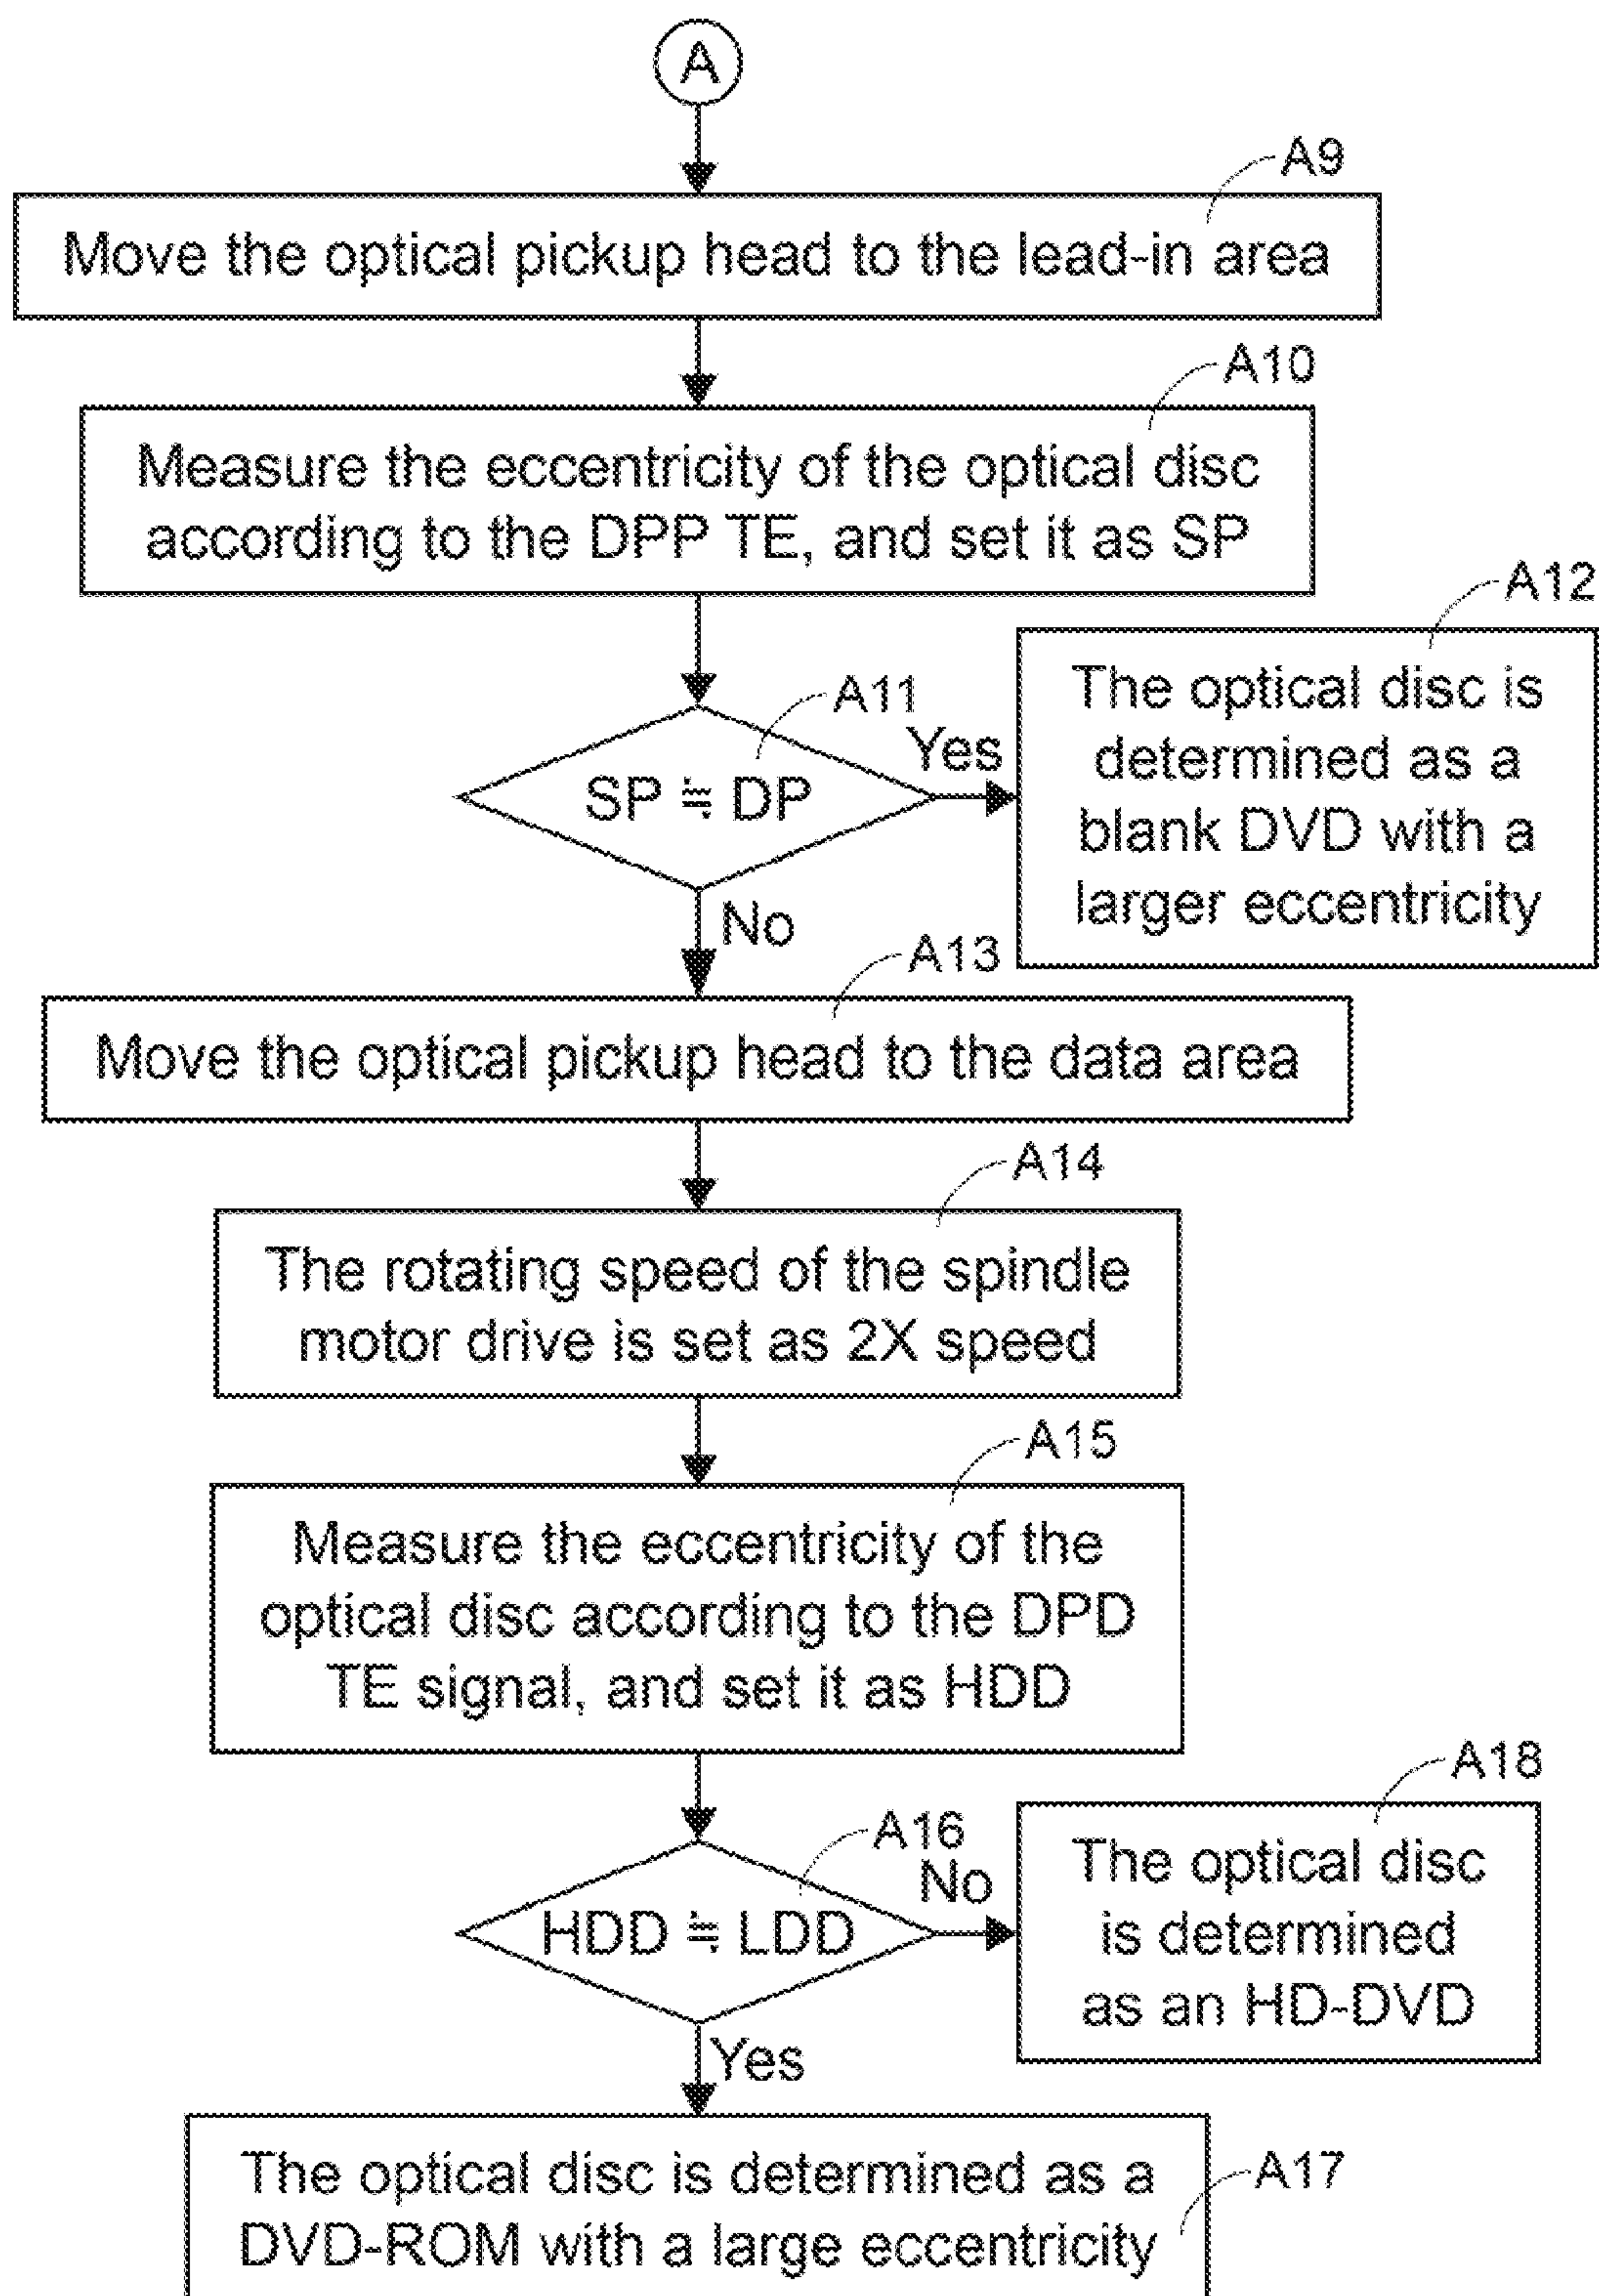 A
A9
Move the optical pickup head to the lead-in area
A10
Measure the eccentricity of the optical disc
according to the DPP TE, and set it as SP
A11
SP ≒ DP
Yes
A12
The optical disc is
determined as a
blank DVD with a
larger eccentricity
No
A13
Move the optical pickup head to the data area
A14
The rotating speed of the spindle
motor drive is set as 2X speed
A15
Measure the eccentricity of the
optical disc according to the DPD
TE signal, and set it as HDD
A16
HDD ≒ LDD
No
A18
The optical disc
is determined
as an HD-DVD
Yes
A17
The optical disc is determined as a
DVD-ROM with a large eccentricity